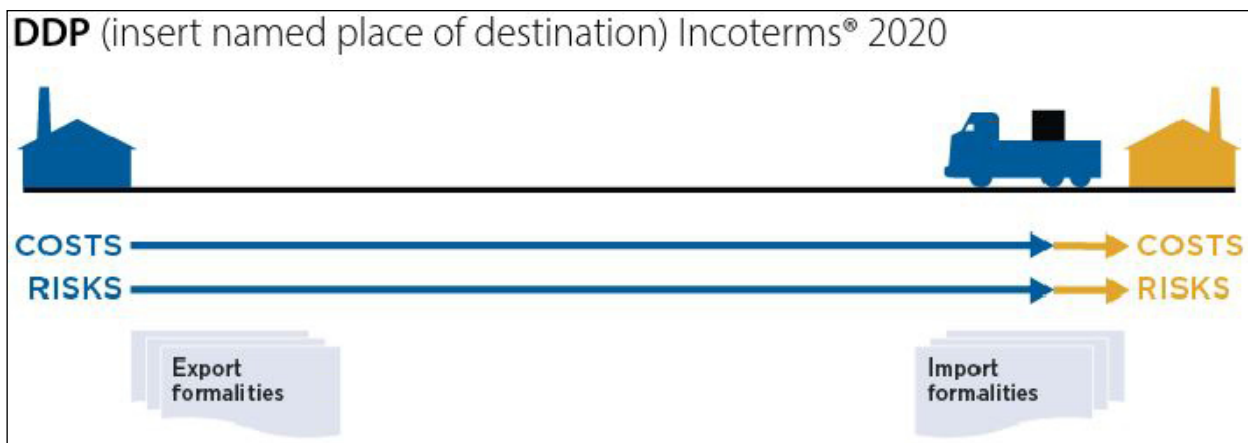 DDP (insert named place of destination) Incoterms® 2020
COSTS
COSTS
RISKS
RISKS
Export
formalities
Import
formalities